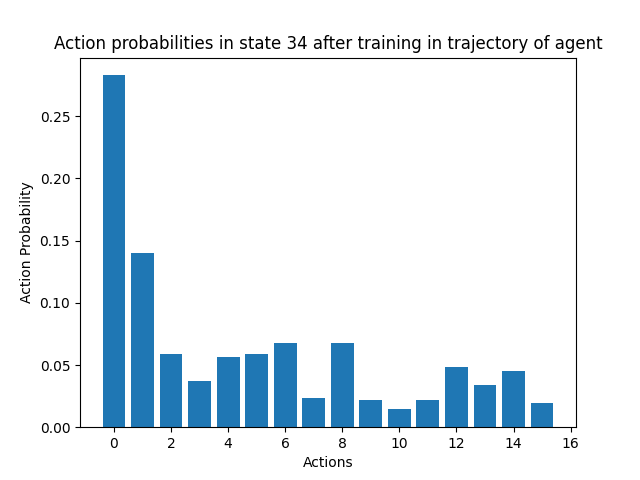 Action probabilities in state 34 after training in trajectory of agent
Action Probability
0.25
0.20
0.15
0.10
0.05
0.00
0 2 4 6 8 10 12 14 16
Actions